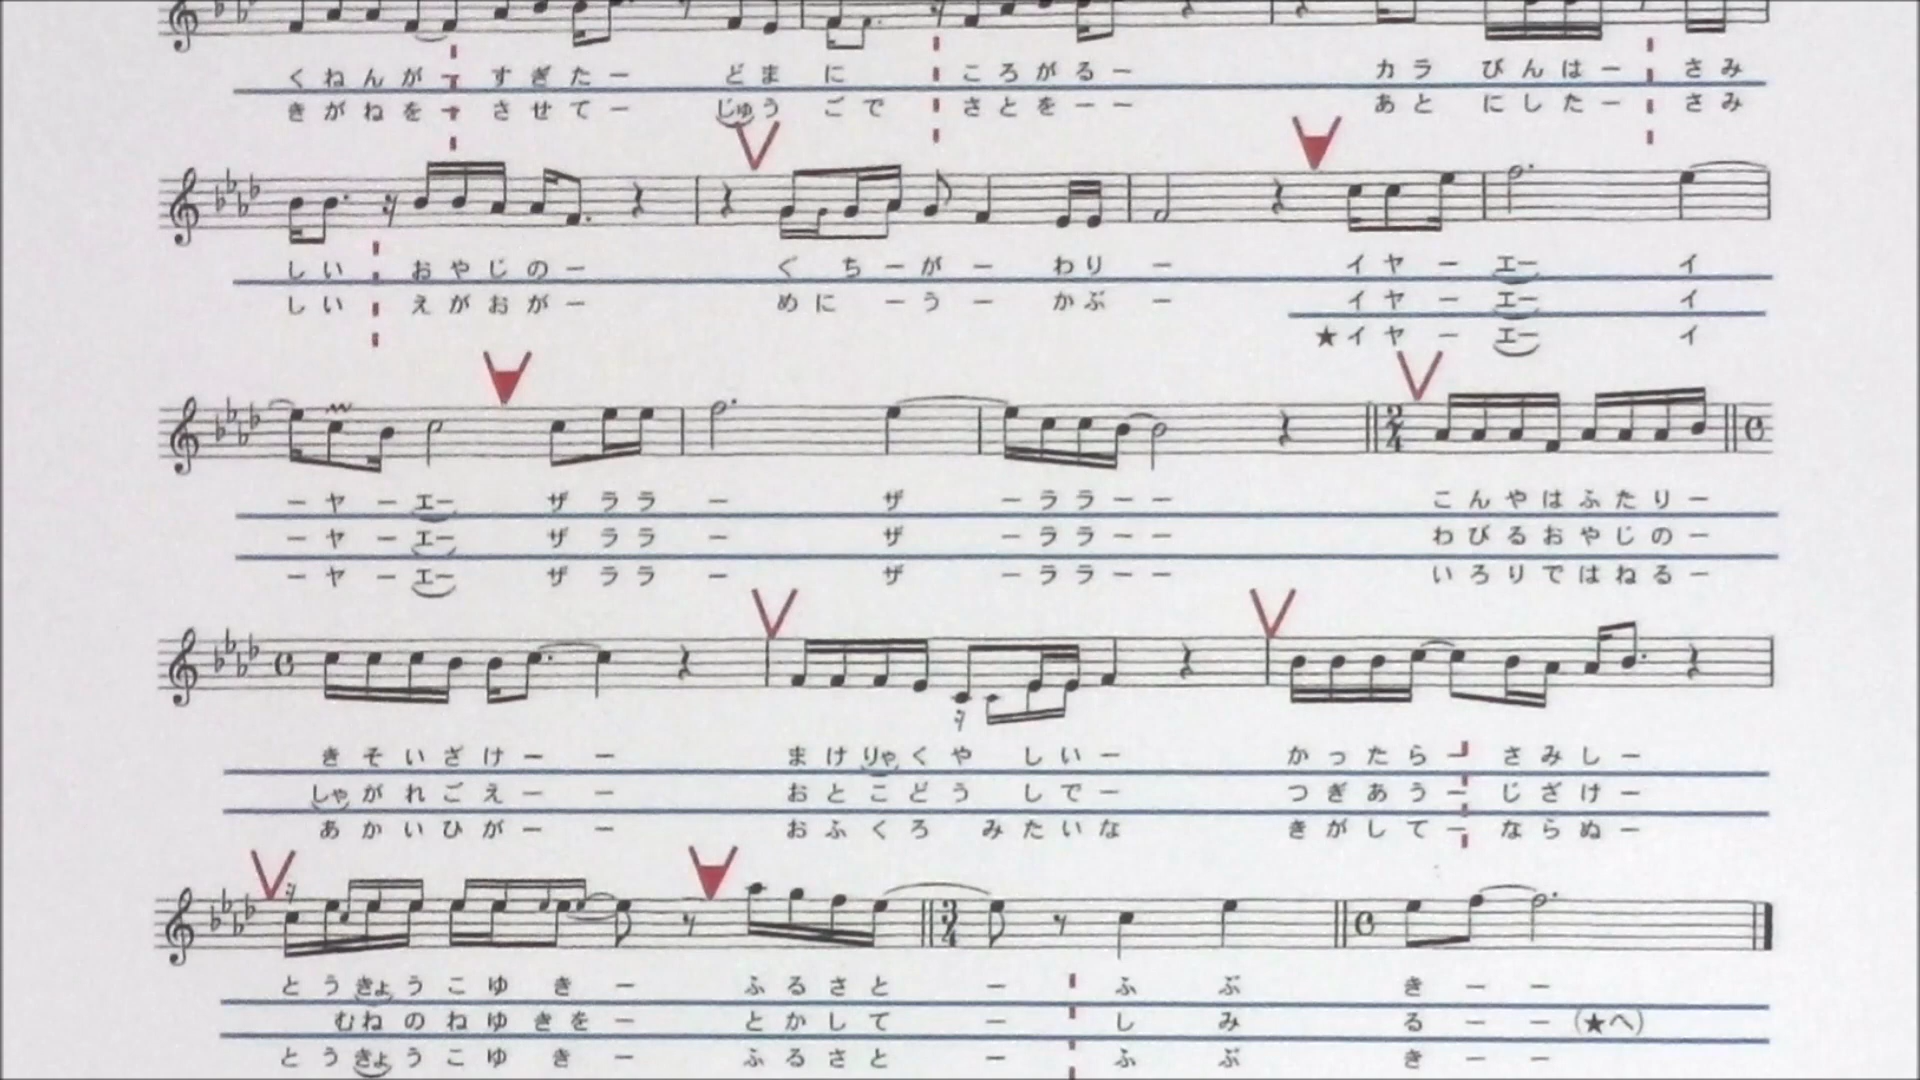 くねんがーすぎたー どまに ころがるー カラ びんはー さみ
きがねをーさせてー じゅうごで さとをーー あと にしたー さみ
しい おやじのー く ちーがー わり ー イヤーエー イ
しい えがおがー めに ーうー かぶ ー イヤーエー イ
★イヤーエー イ
2/4
ーヤーエー ザララ ー ザ ーララーー こんやはふたりー
ーヤーエー ザララ ー ザ ーララーー わびるおやじのー
ーヤーエー ザララ ー ザ ーララーー いろりではねるー
きそいざけーー まけりゃくや しいー かったらーさみしー
しゃがれごえーー おとこどう しでー つぎあうーじざけー
あかいひがーー おふくろ みたいな きがしてーならぬー
3/4
とうきょうこゆ きー ふるさと ー ふ ぶ きーー
むねのねゆきをー とかして ー し み るーー(★へ)
とうきょうこゆ きー ふるさと ー ふ ぶ きーー